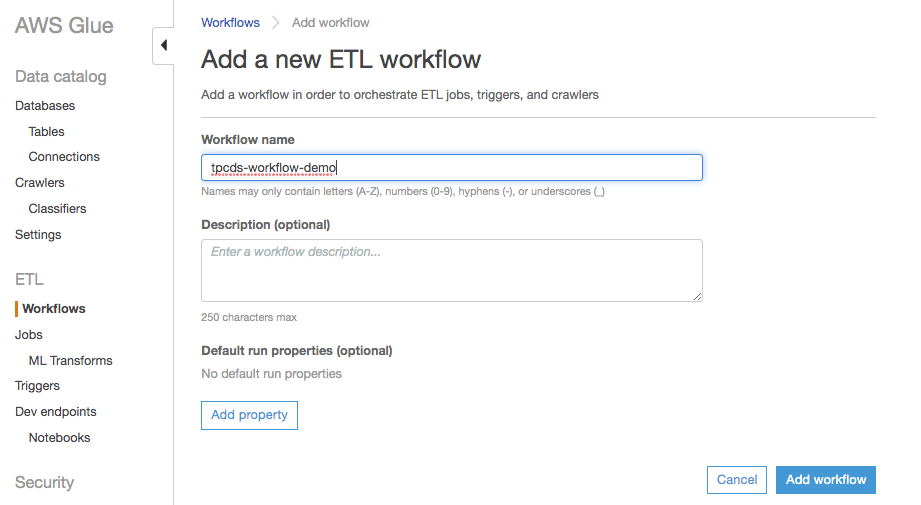 AWS Glue
Data catalog
Databases
Tables
Connections
Crawlers
Classifiers
Settings
ETL
Workflows
Jobs
ML Transforms
Triggers
Dev endpoints
Notebooks
Security
Workflows > Add workflow
Add a new ETL workflow
Add a workflow in order to orchestrate ETL jobs, triggers, and crawlers
Workflow name
tpcds-workflow-demo
Names may only contain letters (A-Z), numbers (0-9), hyphens (-), or underscores (_)
Description (optional)
Enter a workflow description...
250 characters max
Default run properties (optional)
No default run properties
Add property
Cancel Add workflow